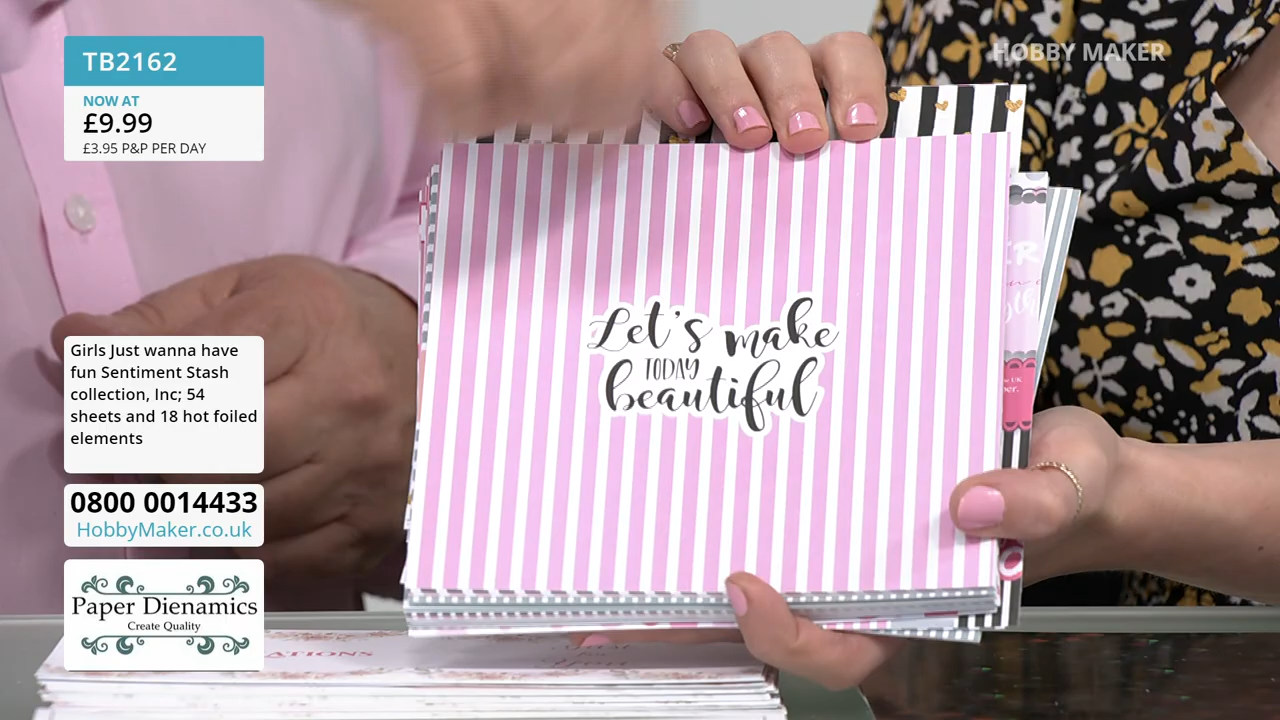 TB2162
NOW AT
£9.99
£3.95 P&P PER DAY
HOBBY MAKER
Let's make
TODAY
beautiful
Girls Just wanna have
fun Sentiment Stash
collection, Inc; 54
sheets and 18 hot foiled
elements
0800 0014433
HobbyMaker.co.uk
Paper Dienamics
Create Quality
ATIONS
You